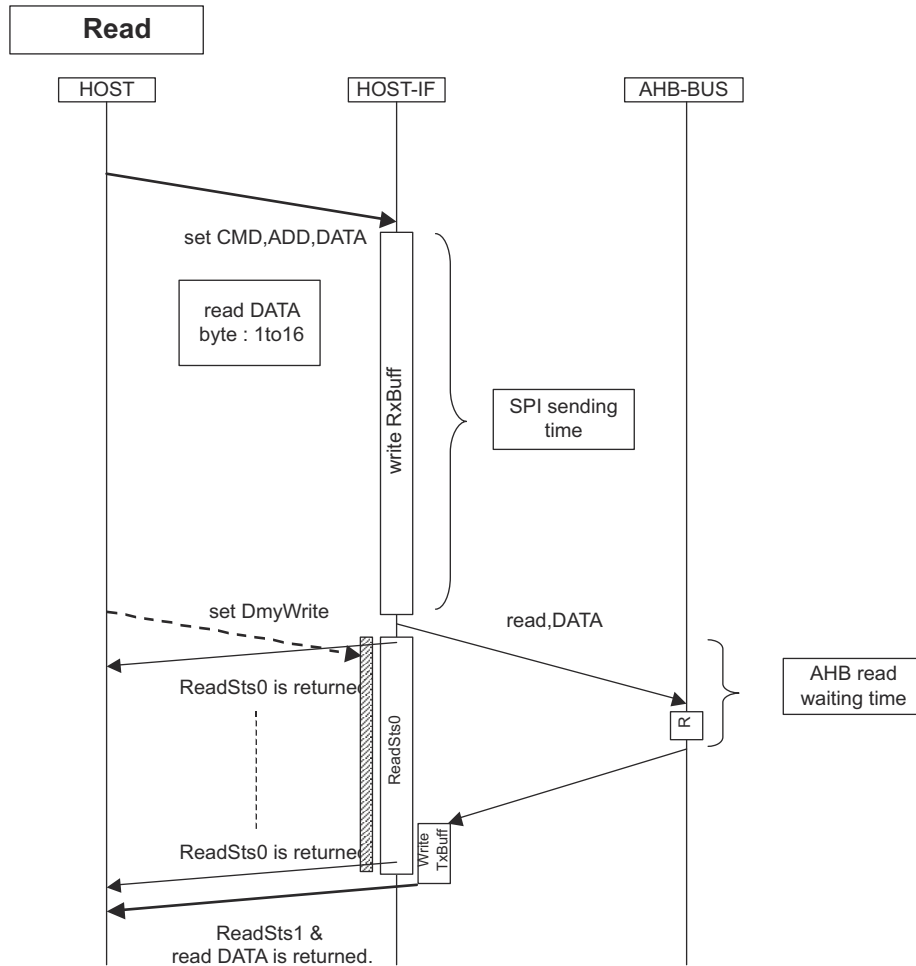 Read
HOST
HOST-IF
AHB-BUS
set CMD,ADD,DATA
read DATA
byte : 1to16
write RxBuff
SPI sending
time
set DmyWrite
read,DATA
ReadSts0 is returned
AHB read
waiting time
R
ReadSts0
Write
TxBuff
ReadSts0 is returned
ReadSts1 &
read DATA is returned.